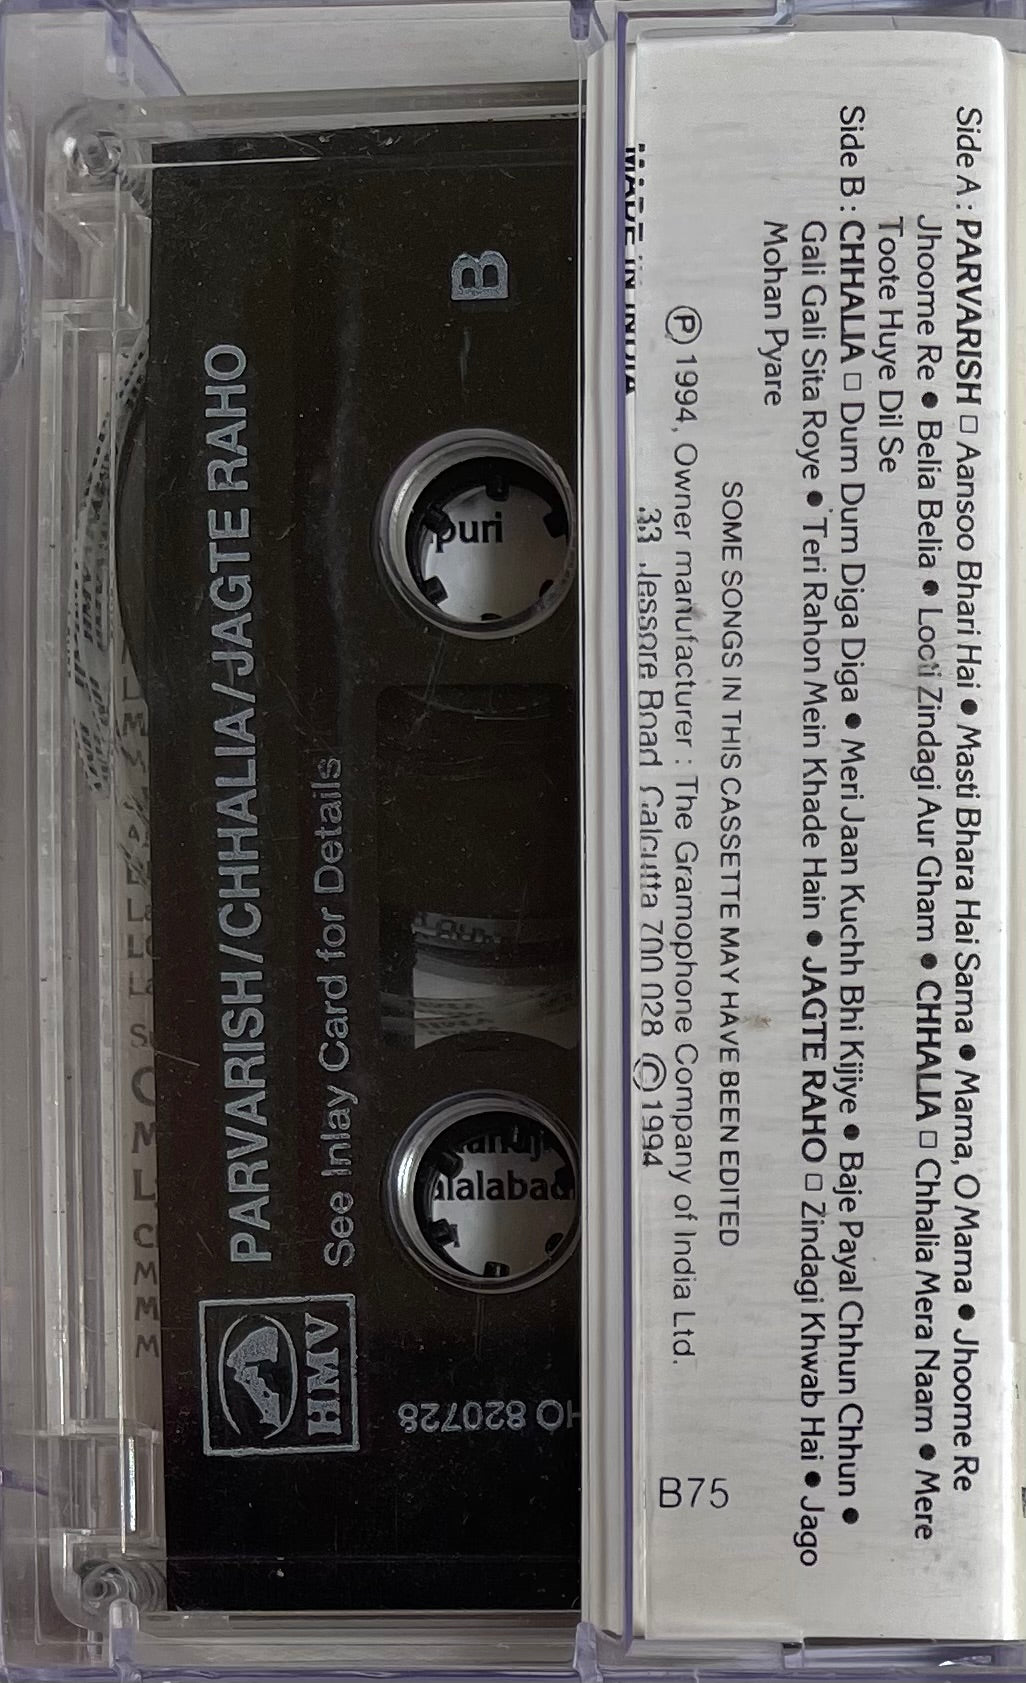 Side A : PARVARISH □ Aansoo Bhari Hai ● Masti Bhara Hai Sama ● Mama, O Mama ● Jhoome Re
Jhoome Re ● Belia Belia ● Looti Zindagi Aur Gham ● CHHALIA □ Chhalia Mera Naam ● Mere
Toote Huye Dil Se
Side B : CHHALIA □ Dum Dum Diga Diga ● Meri Jaan Kuchh Bhi Kijiye ● Baje Payal Chhun Chhun ●
Gali Gali Sita Roye ● Teri Rahon Mein Khade Hain ● JAGTE RAHO □ Zindagi Khwab Hai ● Jago
Mohan Pyare
SOME SONGS IN THIS CASSETTE MAY HAVE BEEN EDITED
Ⓟ 1994, Owner manufacturer : The Gramophone Company of India Ltd.
33 Jessore Road Calcutta 700 028 © 1994
MADE IN INDIA
B75
B
PARVARISH/CHHALIA/JAGTE RAHO
See Inlay Card for Details
HMV
HO 820728
puri
alabad